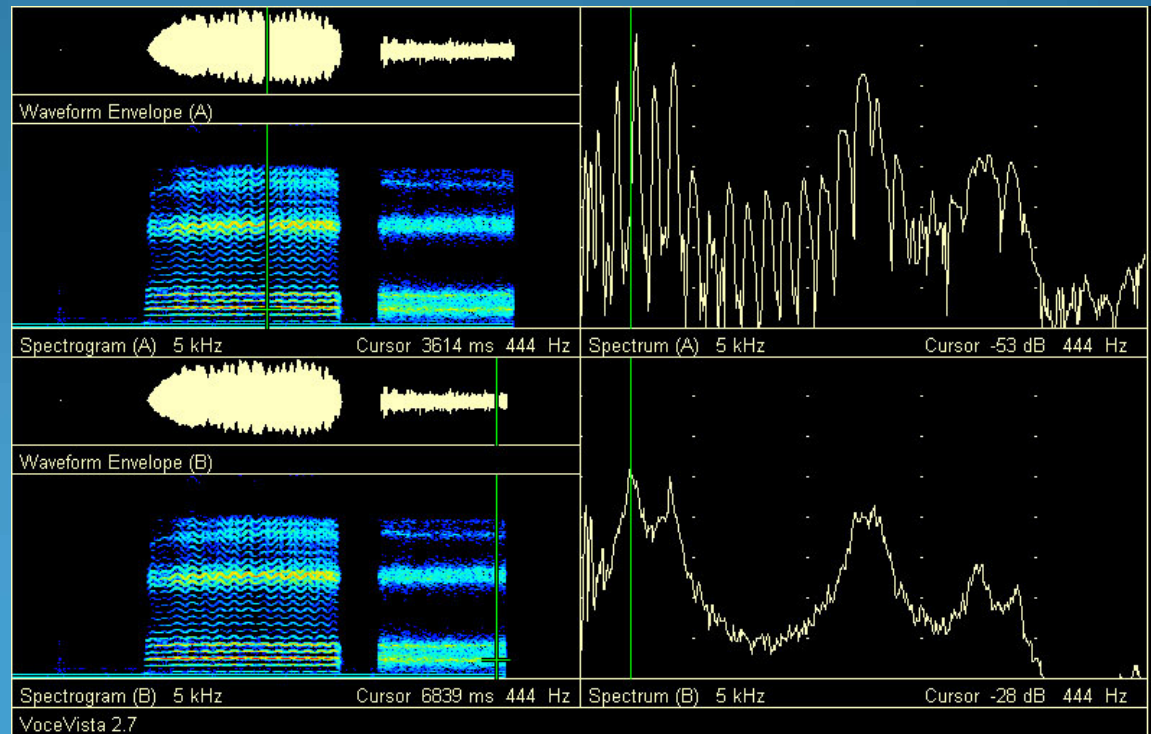 Waveform Envelope (A)
Spectrogram (A) 5 kHz Cursor 3614 ms 444 Hz
Spectrum (A) 5 kHz Cursor -53 dB 444 Hz
Waveform Envelope (B)
Spectrogram (B) 5 kHz Cursor 6839 ms 444 Hz
Spectrum (B) 5 kHz Cursor -28 dB 444 Hz
VoceVista 2.7